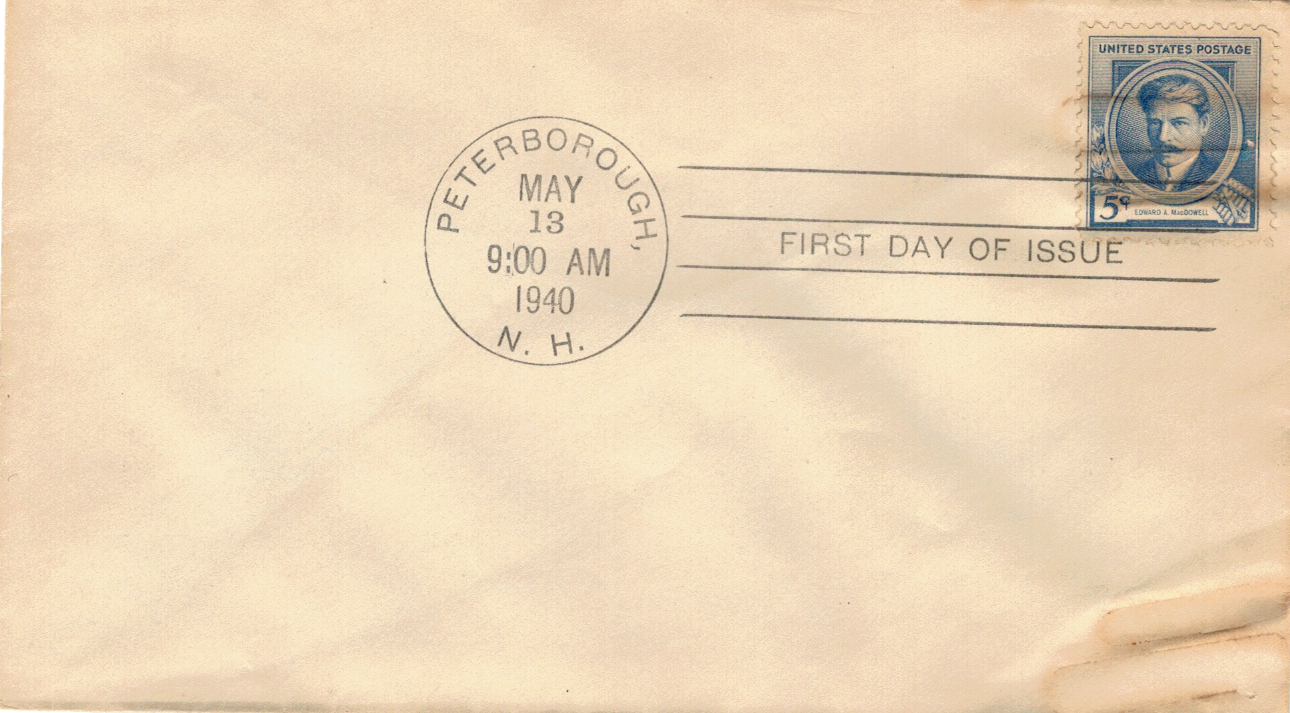 UNITED STATES POSTAGE
5¢
EDWARD A. MACDOWELL
PETERBOROUGH,
MAY
13
9:00 AM
1940
N. H.
FIRST DAY OF ISSUE